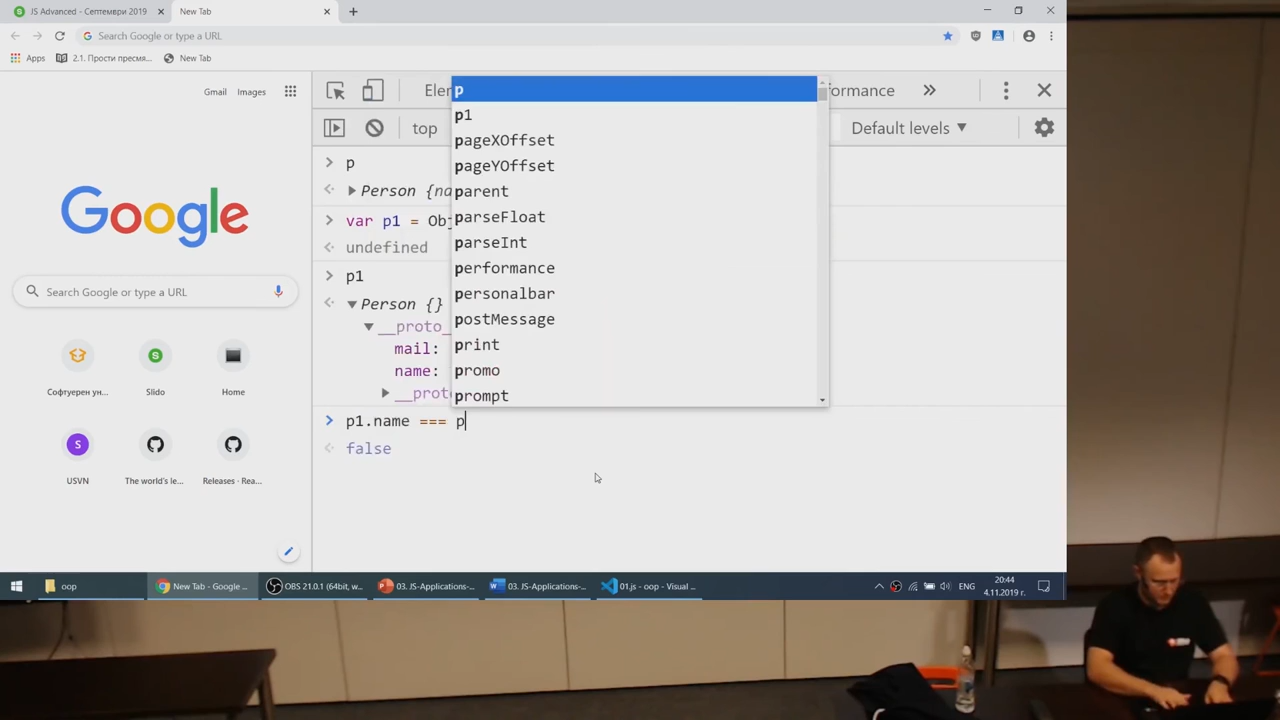 JS Advanced - Септември 2019
New Tab
Search Google or type a URL
Apps
2.1. Прости пресмя...
New Tab
Gmail
Images
Google
Search Google or type a URL
Софтуерен ун...
Slido
Home
S
USVN
The world's le...
Releases · Rea...
Ele
ormance
top
Default levels ▼
p
Person {na
var p1 = Obj
undefined
p1
Person {}
__proto_
mail:
name:
__prot
p1.name === p
false
p
p1
pageXOffset
pageYOffset
parent
parseFloat
parseInt
performance
personalbar
postMessage
print
promo
prompt
oop
New Tab - Google ...
OBS 21.0.1 (64bit, w...
03. JS-Applications-...
03. JS-Applications-...
01.js - oop - Visual ...
ЕНГ
20:44
4.11.2019 г.